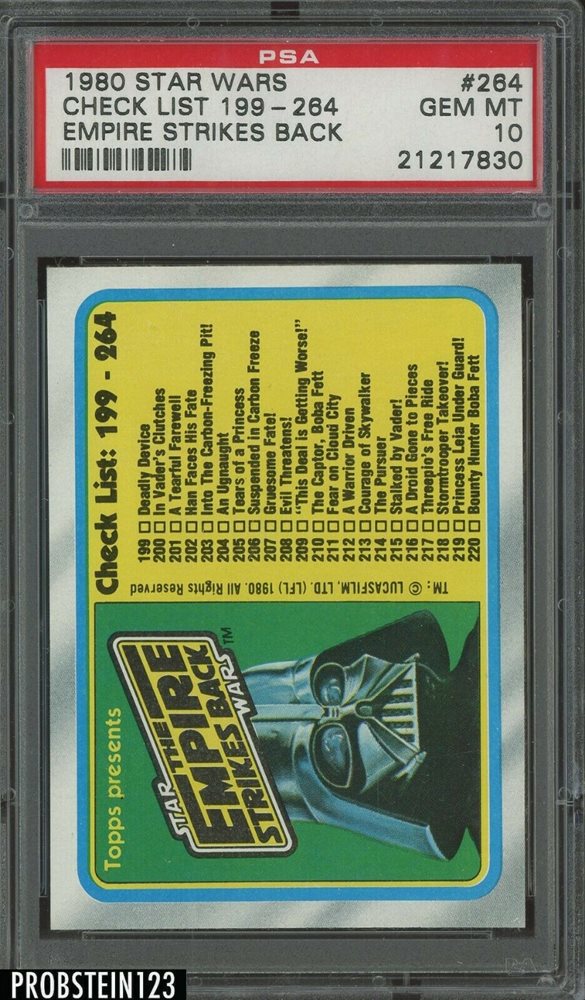 PSA
1980 STAR WARS #264
CHECK LIST 199-264 GEM MT
EMPIRE STRIKES BACK 10
21217830
Topps presents
STAR THE
EMPIRE
STRIKES BACK
WARS TM
Check List: 199 - 264
199 Deadly Device
200 In Vader's Clutches
201 A Tearful Farewell
202 Han Faces His Fate
203 Into The Carbon-Freezing Pit!
204 An Ugnaught
205 Tears of a Princess
206 Suspended in Carbon Freeze
207 Gruesome Fate!
208 Evil Threatens!
209 "This Deal is Getting Worse!"
210 The Captor, Boba Fett
211 Fear on Cloud City
212 A Warrior Driven
213 Courage of Skywalker
214 The Pursuer
215 Stalked by Vader!
216 A Droid Gone to Pieces
217 Threepio's Free Ride
218 Stormtrooper Takeover!
219 Princess Leia Under Guard!
220 Bounty Hunter Boba Fett
TM: © LUCASFILM, LTD. (LFL) 1980. All Rights Reserved
PROBSTEIN123